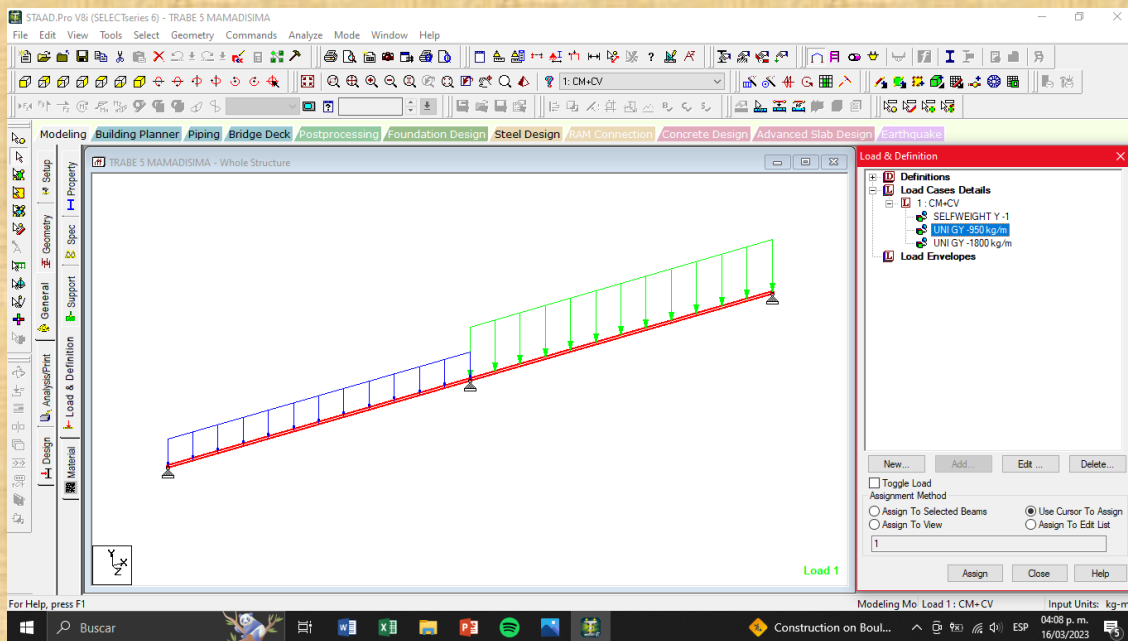 STAAD.Pro V8i (SELECTseries 6) - TRABE 5 MAMADISIMA
File Edit View Tools Select Geometry Commands Analyze Mode Window Help
1: CM+CV
Modeling Building Planner Piping Bridge Deck Postprocessing Foundation Design Steel Design RAM Connection Concrete Design Advanced Slab Design Earthquake
Setup
Geometry
General
Analysis/Print
Design
Property
Spec
Support
Load & Definition
Material
TRABE 5 MAMADISIMA - Whole Structure
Y
X
Z
Load 1
Load & Definition
Definitions
Load Cases Details
1 : CM+CV
SELFWEIGHT Y -1
UNI GY -950 kg/m
UNI GY -1800 kg/m
Load Envelopes
New... Add... Edit ... Delete...
Toggle Load
Assignment Method
Assign To Selected Beams Use Cursor To Assign
Assign To View Assign To Edit List
1
Assign Close Help
For Help, press F1 Modeling Mo Load 1 : CM+CV Input Units: kg-m
Buscar Construction on Boul... ESP 04:08 p. m.
16/03/2023 5